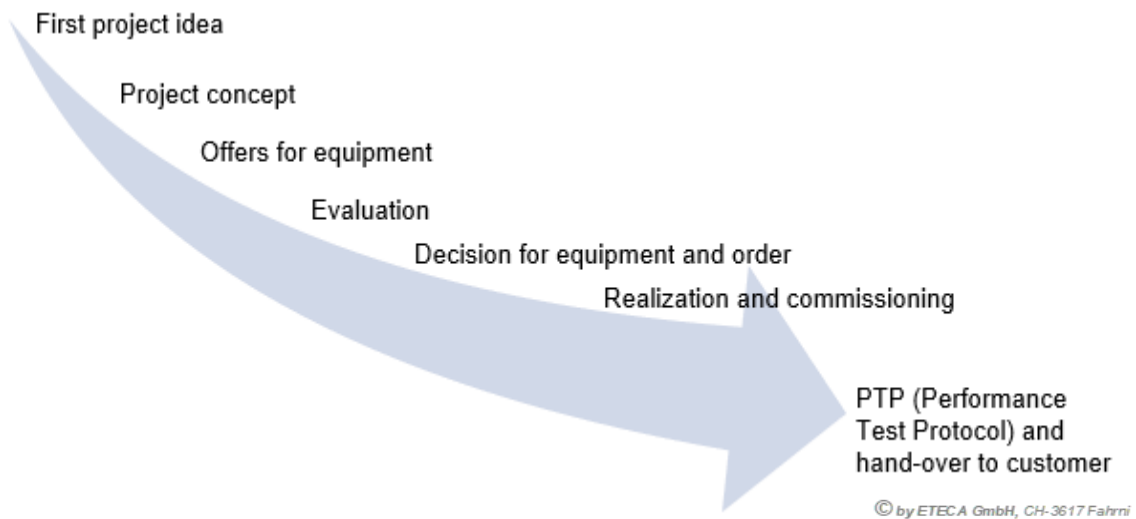 First project idea
Project concept
Offers for equipment
Evaluation
Decision for equipment and order
Realization and commissioning
PTP (Performance
Test Protocol) and
hand-over to customer
© by ETECA GmbH, CH-3617 Fahrni